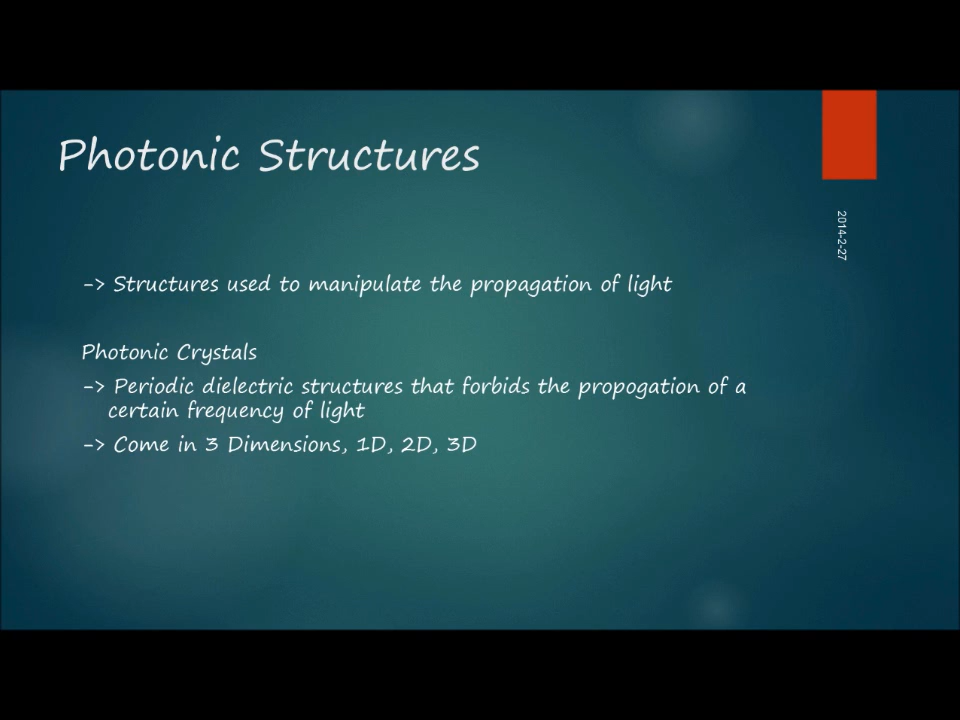 Photonic Structures
2014-2-27
-> Structures used to manipulate the propagation of light
Photonic Crystals
-> Periodic dielectric structures that forbids the propogation of a
certain frequency of light
-> Come in 3 Dimensions, 1D, 2D, 3D